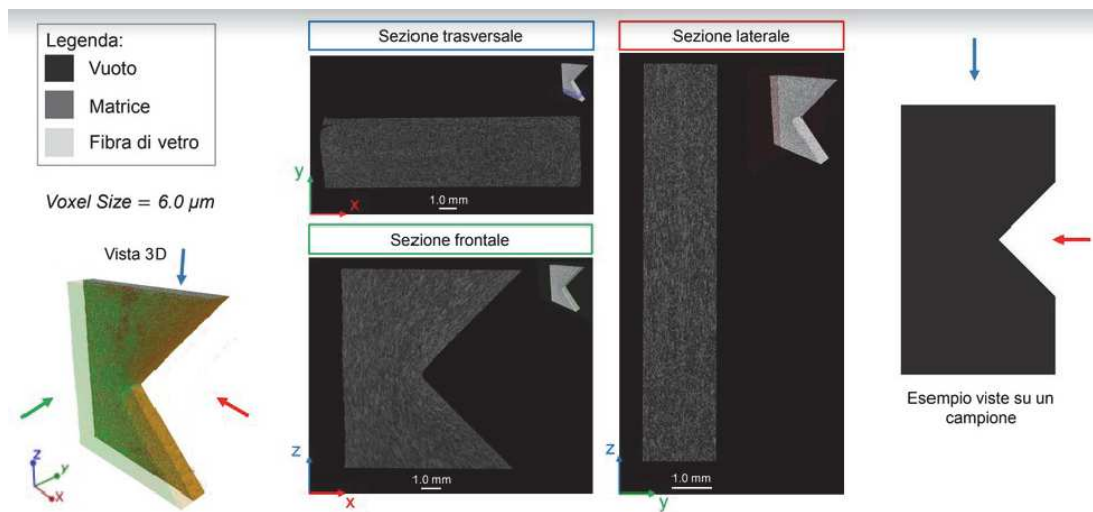 Legenda:
Vuoto
Matrice
Fibra di vetro
Voxel Size = 6.0 µm
Vista 3D
z
y
x
Sezione trasversale
y
x
1.0 mm
Sezione frontale
z
x
1.0 mm
Sezione laterale
z
y
1.0 mm
Esempio viste su un
campione